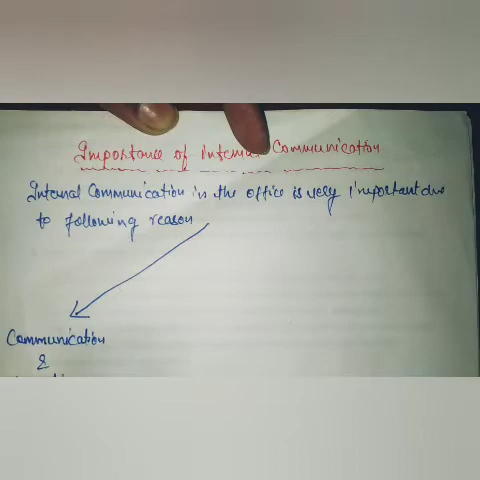 Importance of Internal Communication
Internal Communication in the office is very important due
to following reason
Communication
&